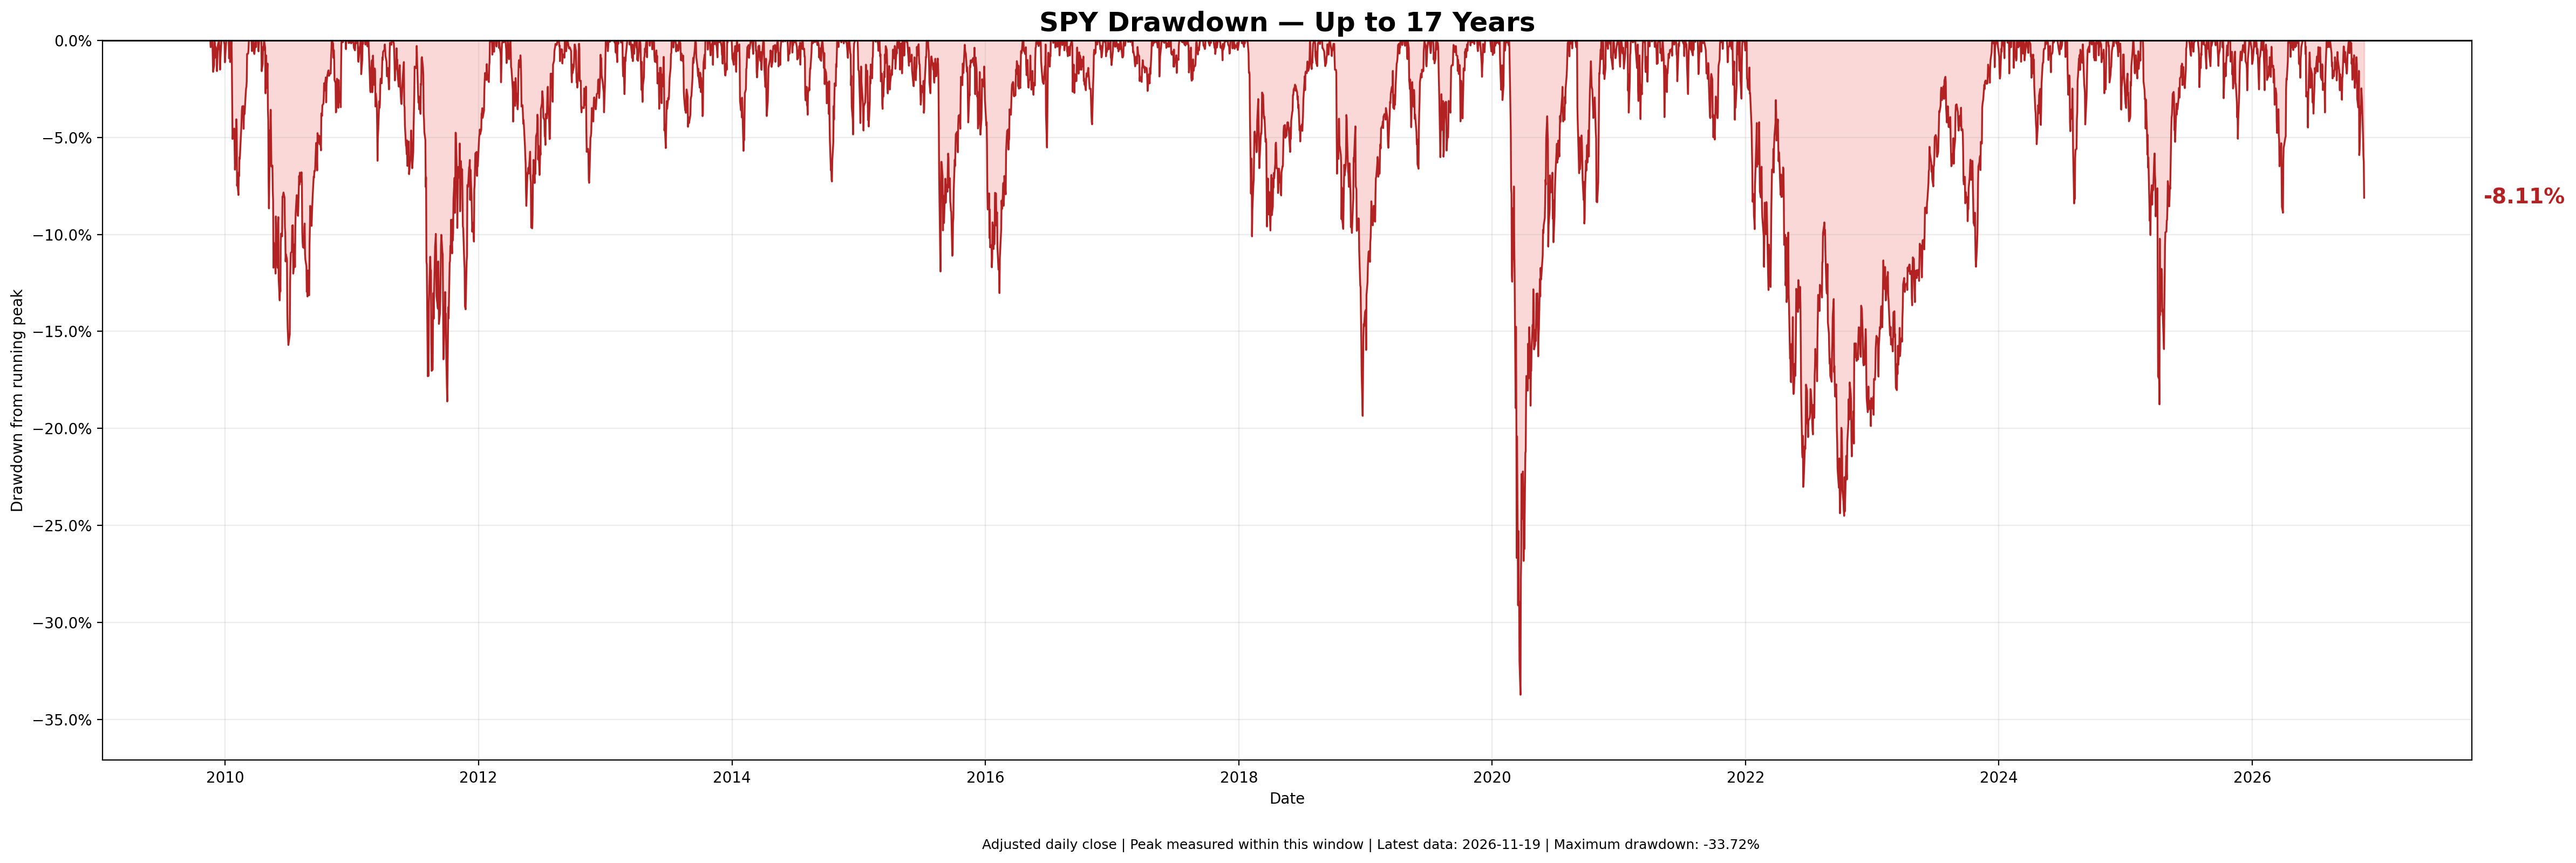 SPY Drawdown — Up to 17 Years
0.0%
−5.0%
−10.0%
−15.0%
−20.0%
−25.0%
−30.0%
−35.0%
Drawdown from running peak
-8.11%
2010 2012 2014 2016 2018 2020 2022 2024 2026
Date
Adjusted daily close | Peak measured within this window | Latest data: 2026-11-19 | Maximum drawdown: -33.72%